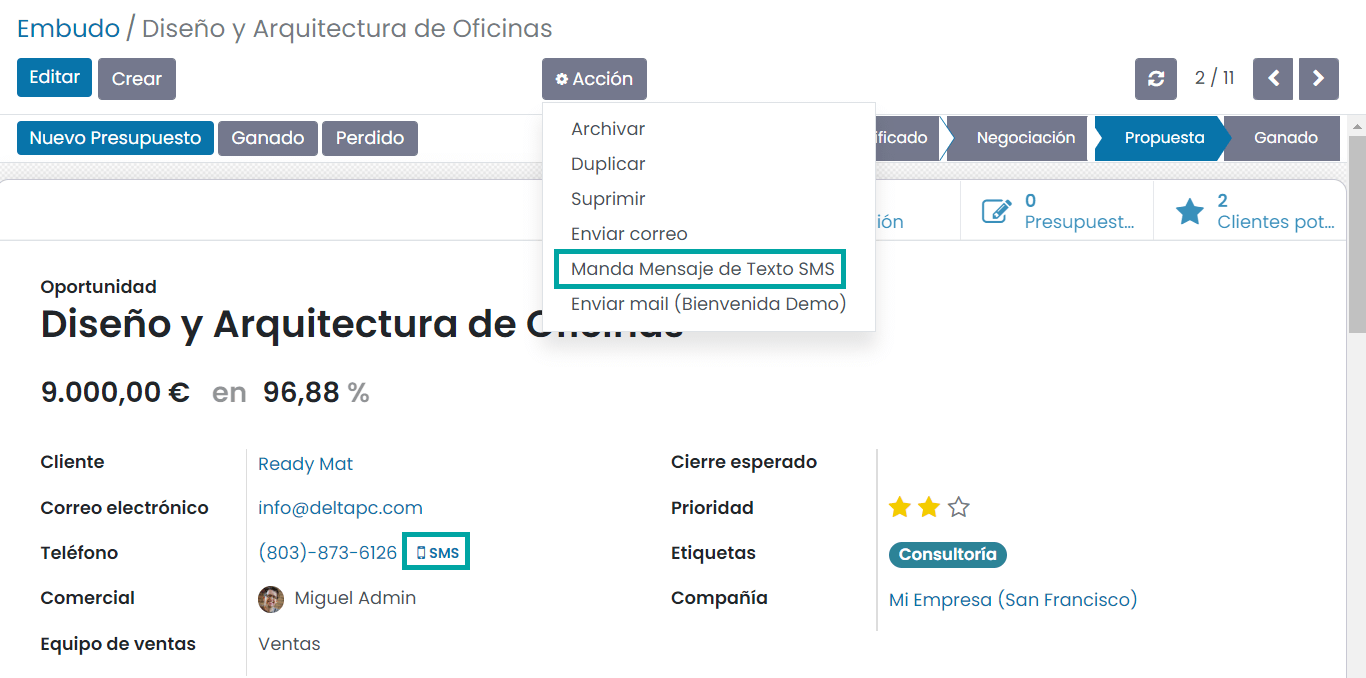 Embudo / Diseño y Arquitectura de Oficinas
Editar Crear Acción 2 / 11
Nuevo Presupuesto Ganado Perdido
Negociación Propuesta Ganado
Archivar
Duplicar
Suprimir
Enviar correo
Manda Mensaje de Texto SMS
Enviar mail (Bienvenida Demo)
0
Presupuest...
2
Clientes pot...
Oportunidad
Diseño y Arquitectura de Oficinas
9.000,00 € en 96,88 %
Cliente Ready Mat
Correo electrónico info@deltapc.com
Teléfono (803)-873-6126 SMS
Comercial Miguel Admin
Equipo de ventas Ventas
Cierre esperado
Prioridad
Etiquetas Consultoría
Compañía Mi Empresa (San Francisco)